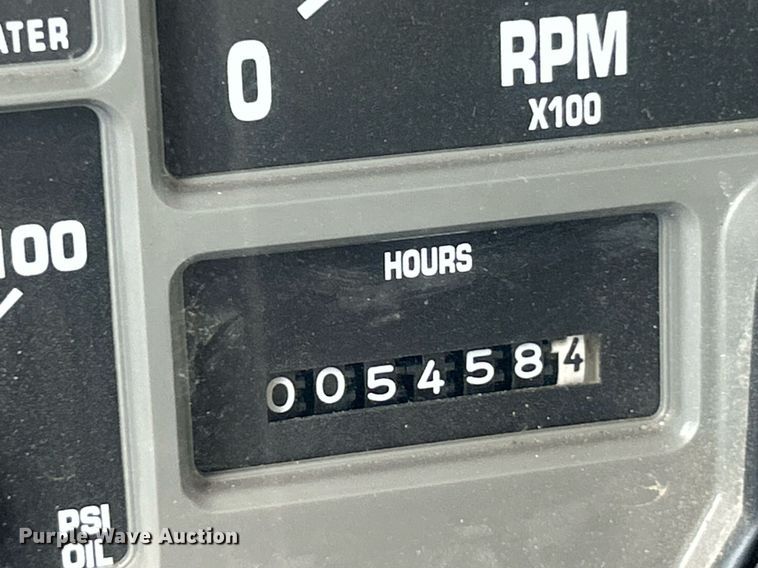 ATER
0
RPM
X100
100
HOURS
0054584
PSI
OIL
Purple Wave Auction